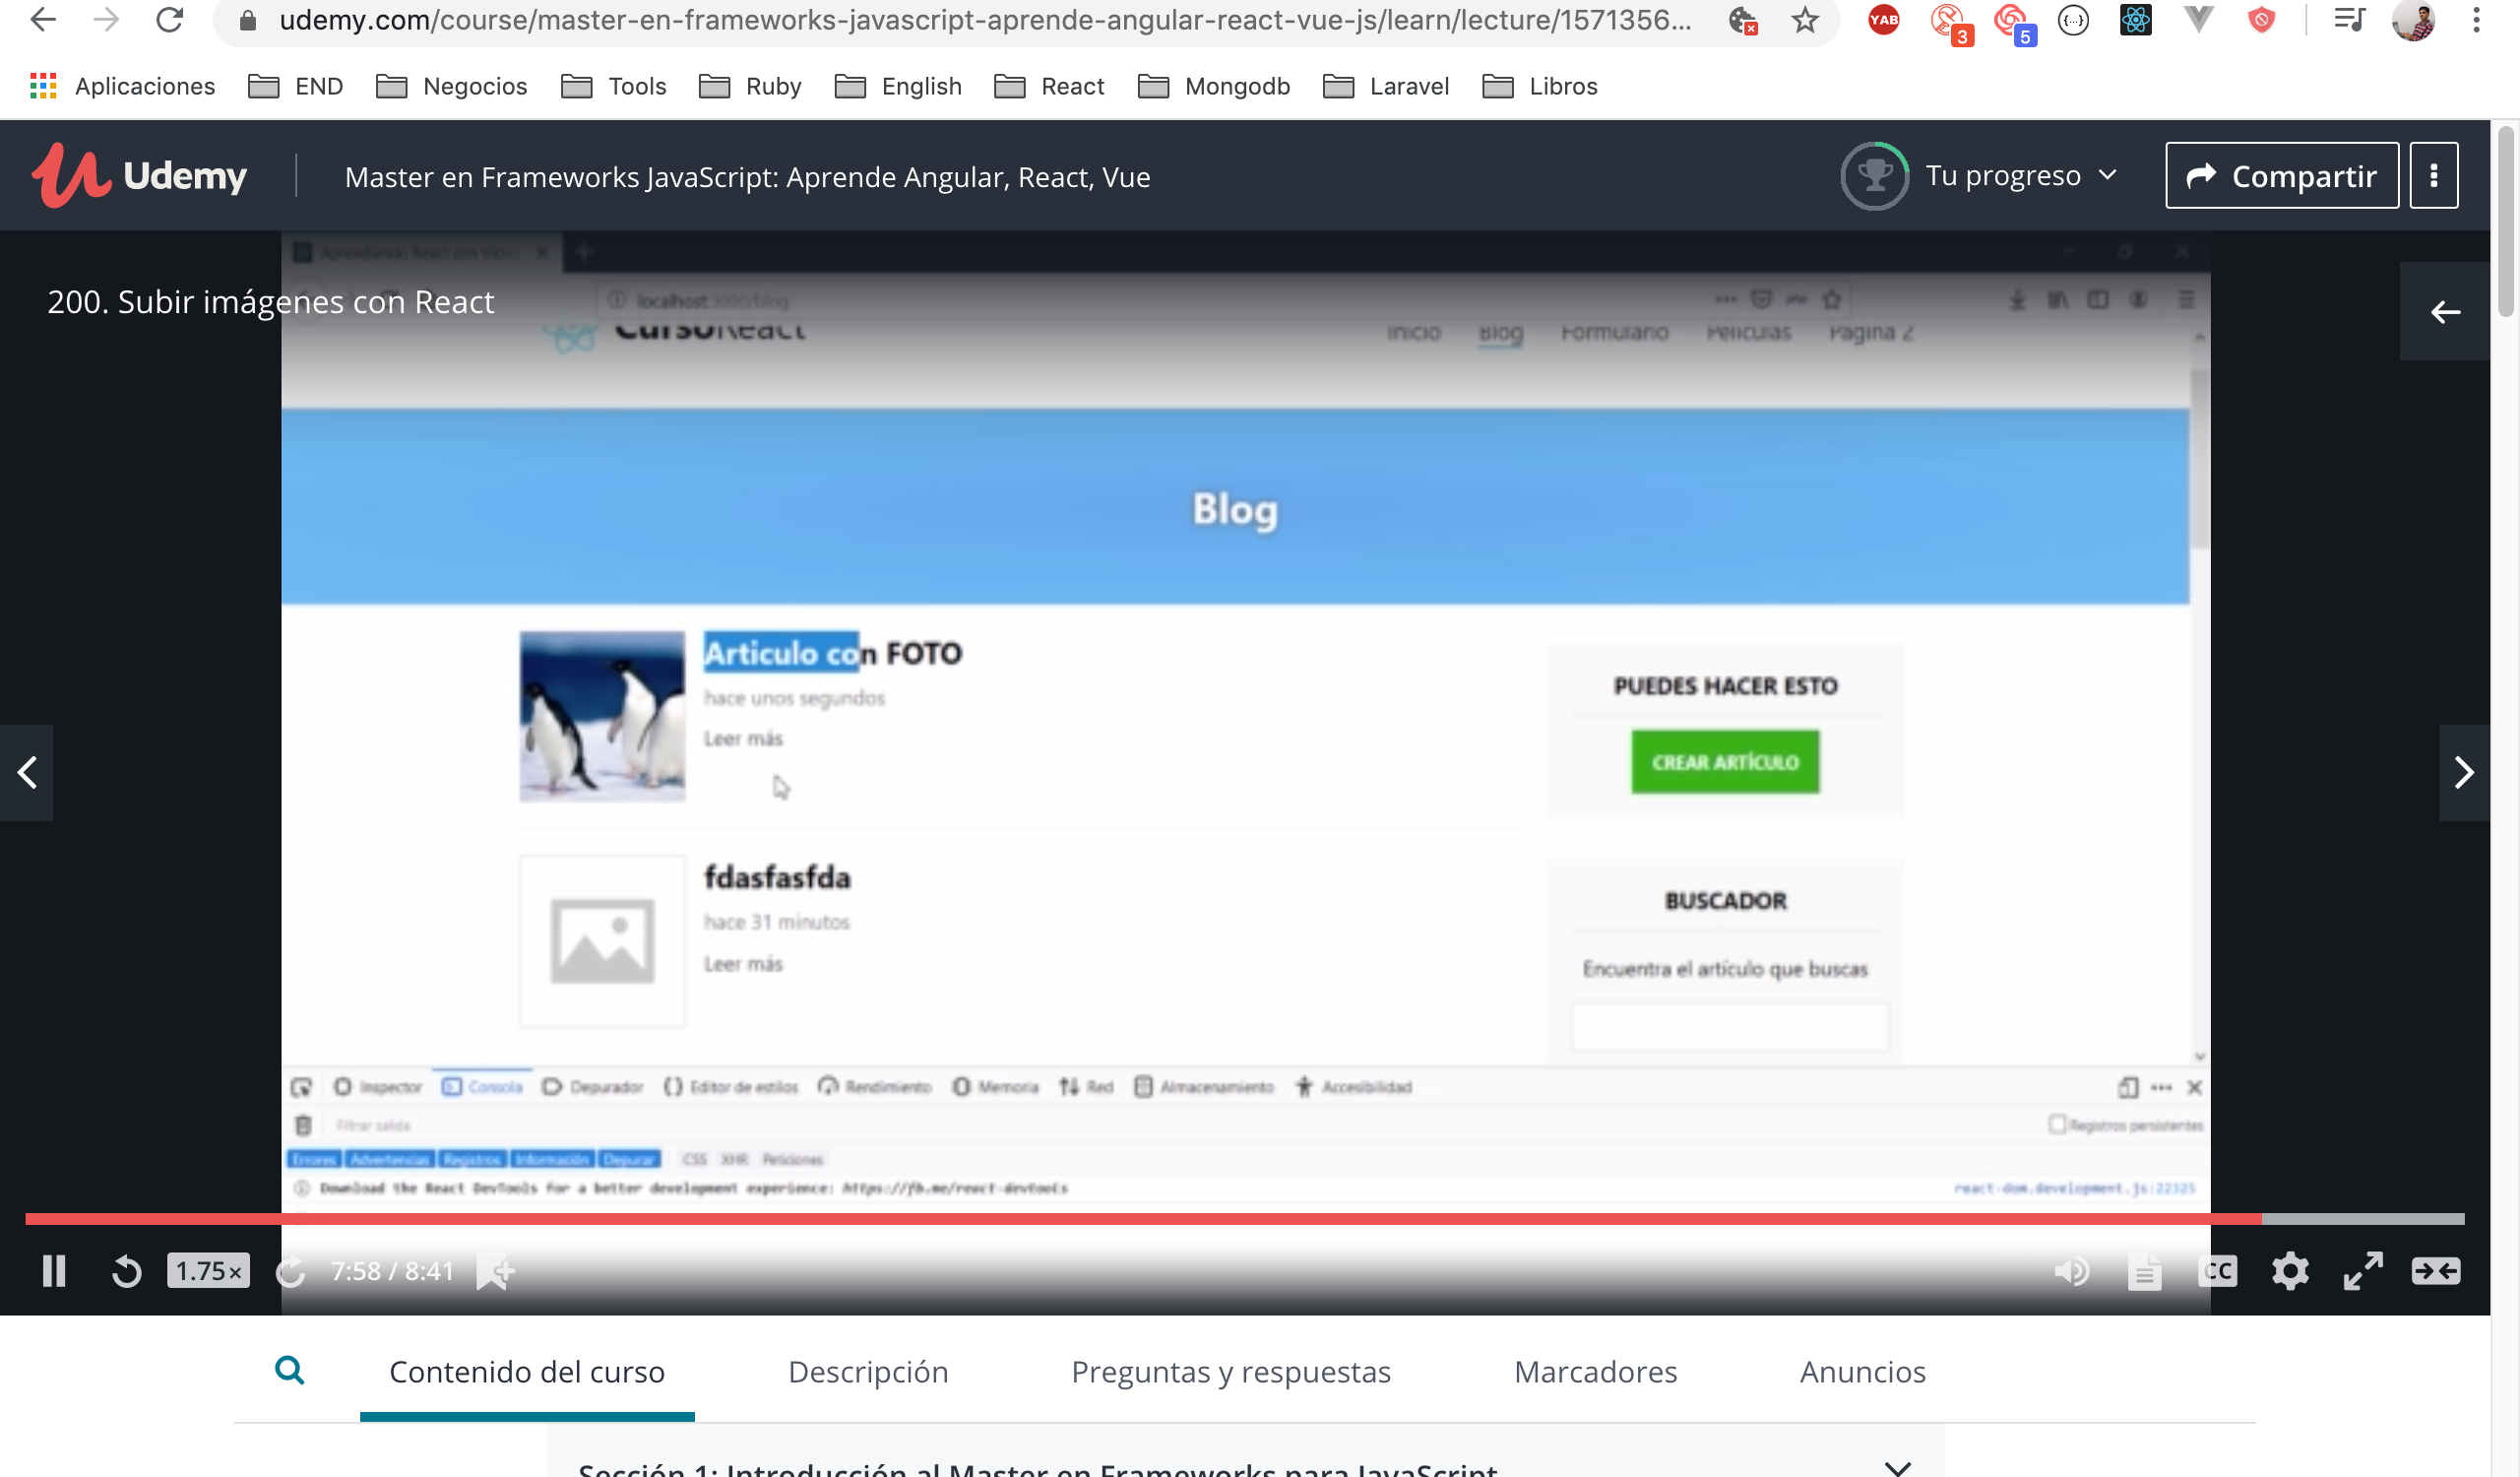 udemy.com/course/master-en-frameworks-javascript-aprende-angular-react-vue-js/learn/lecture/1571356...
YAB
3
5
{...}
Aplicaciones END Negocios Tools Ruby English React Mongodb Laravel Libros
Udemy
Master en Frameworks JavaScript: Aprende Angular, React, Vue
Tu progreso
Compartir
Aprendiendo React con Victo
200. Subir imágenes con React
localhost:3000/blog
CursoReact
Inicio Blog Formulario Películas Pagina 2
Blog
Articulo con FOTO
hace unos segundos
Leer más
PUEDES HACER ESTO
CREAR ARTÍCULO
fdasfasfda
hace 31 minutos
Leer más
BUSCADOR
Encuentra el artículo que buscas
Inspector Consola Depurador Editor de estilos Rendimiento Memoria Red Almacenamiento Accesibilidad
Filtrar salida
Registros persistentes
Errores Advertencias Registros Información Depurar CSS XHR Peticiones
Download the React DevTools for a better development experience: https://fb.me/react-devtools
react-dom.development.js:22325
1.75×
7:58 / 8:41
CC
Contenido del curso
Descripción
Preguntas y respuestas
Marcadores
Anuncios
Sección 1: Introducción al Master en Frameworks para JavaScript